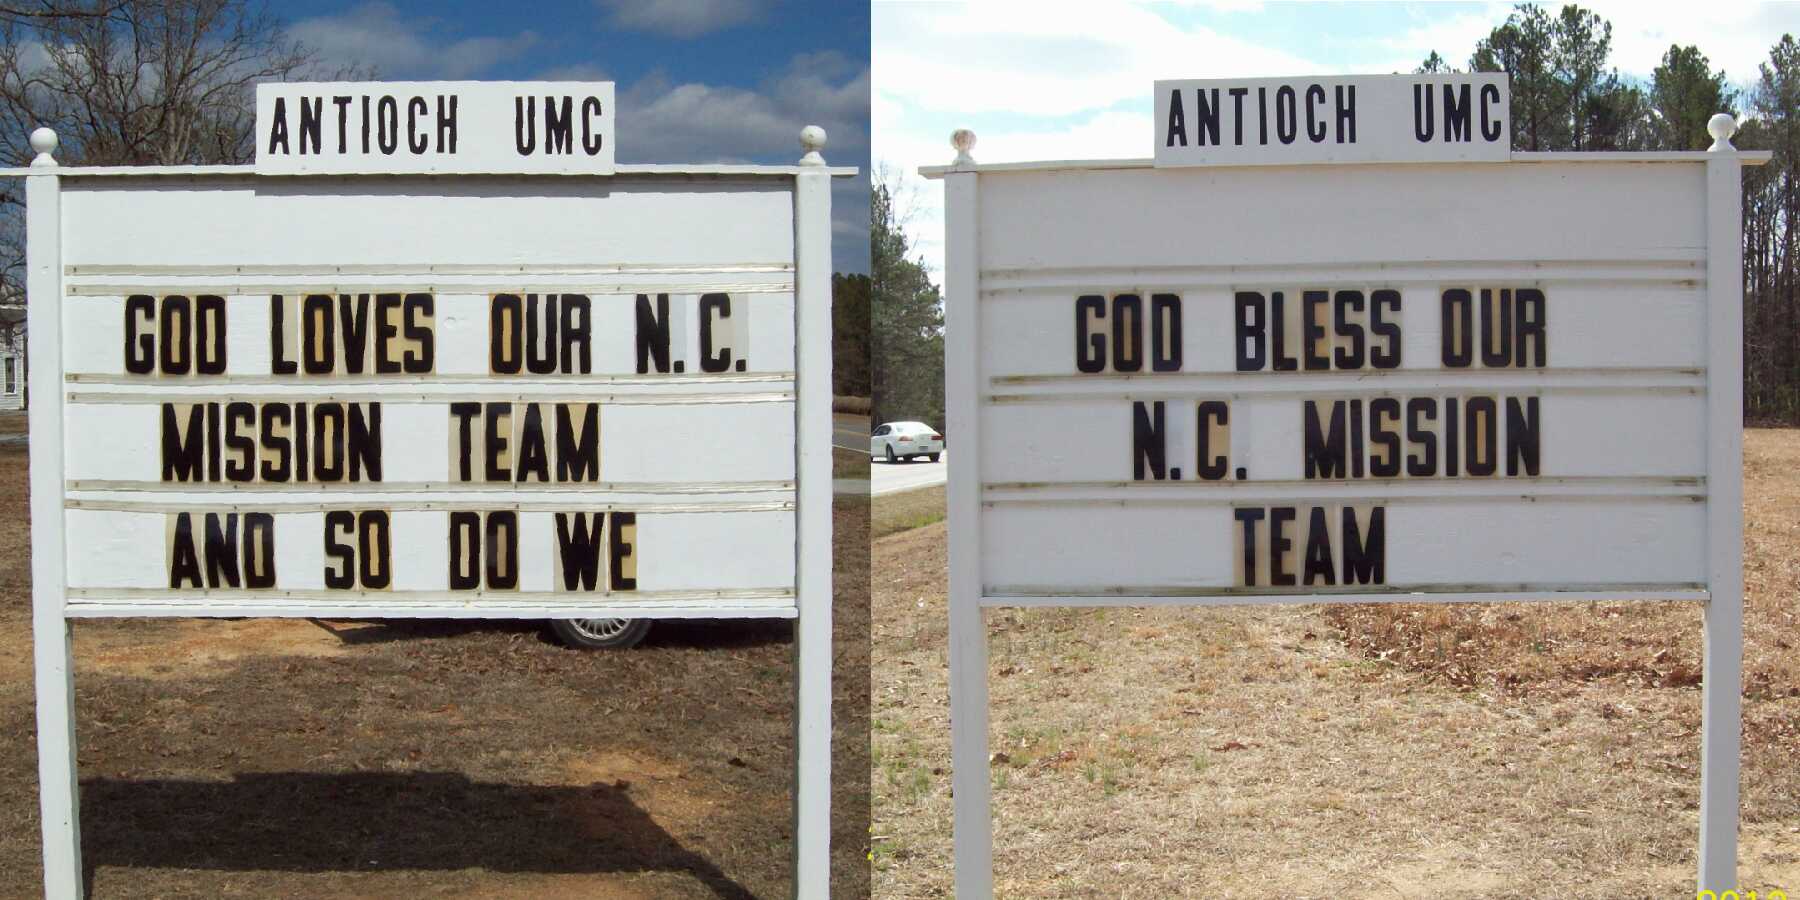 ANTIOCH UMC
GOD LOVES OUR N.C.
MISSION TEAM
AND SO DO WE
ANTIOCH UMC
GOD BLESS OUR
N.C. MISSION
TEAM